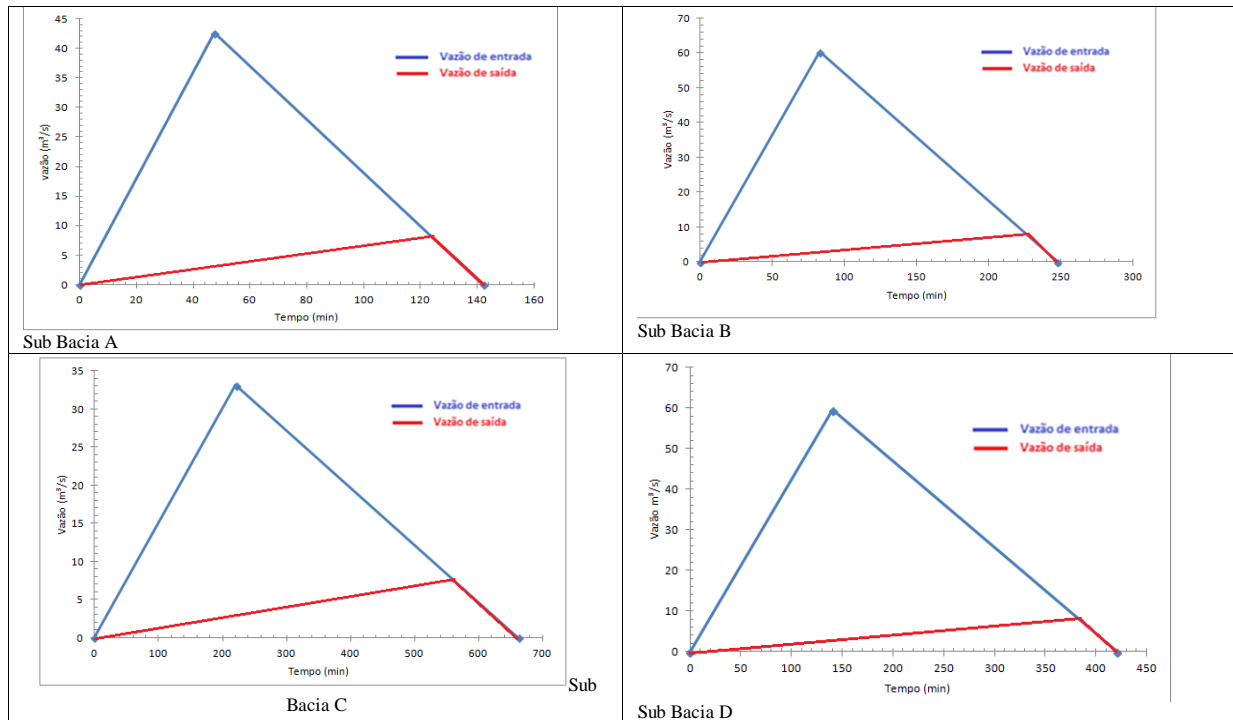 45
40
35
30
25
20
15
10
5
0
vazão (m³/s)
Vazão de entrada
Vazão de saída
0 20 40 60 80 100 120 140 160
Tempo (min)
Sub Bacia A
70
60
50
40
30
20
10
0
Vazão (m³/s)
Vazão de entrada
Vazão de saída
0 50 100 150 200 250 300
Tempo (min)
Sub Bacia B
35
30
25
20
15
10
5
0
Vazão (m³/s)
Vazão de entrada
Vazão de saída
0 100 200 300 400 500 600 700
Tempo (min)
Sub
Bacia C
70
60
50
40
30
20
10
0
Vazão m³/s)
Vazão de entrada
Vazão de saída
0 50 100 150 200 250 300 350 400 450
Tempo (min)
Sub Bacia D